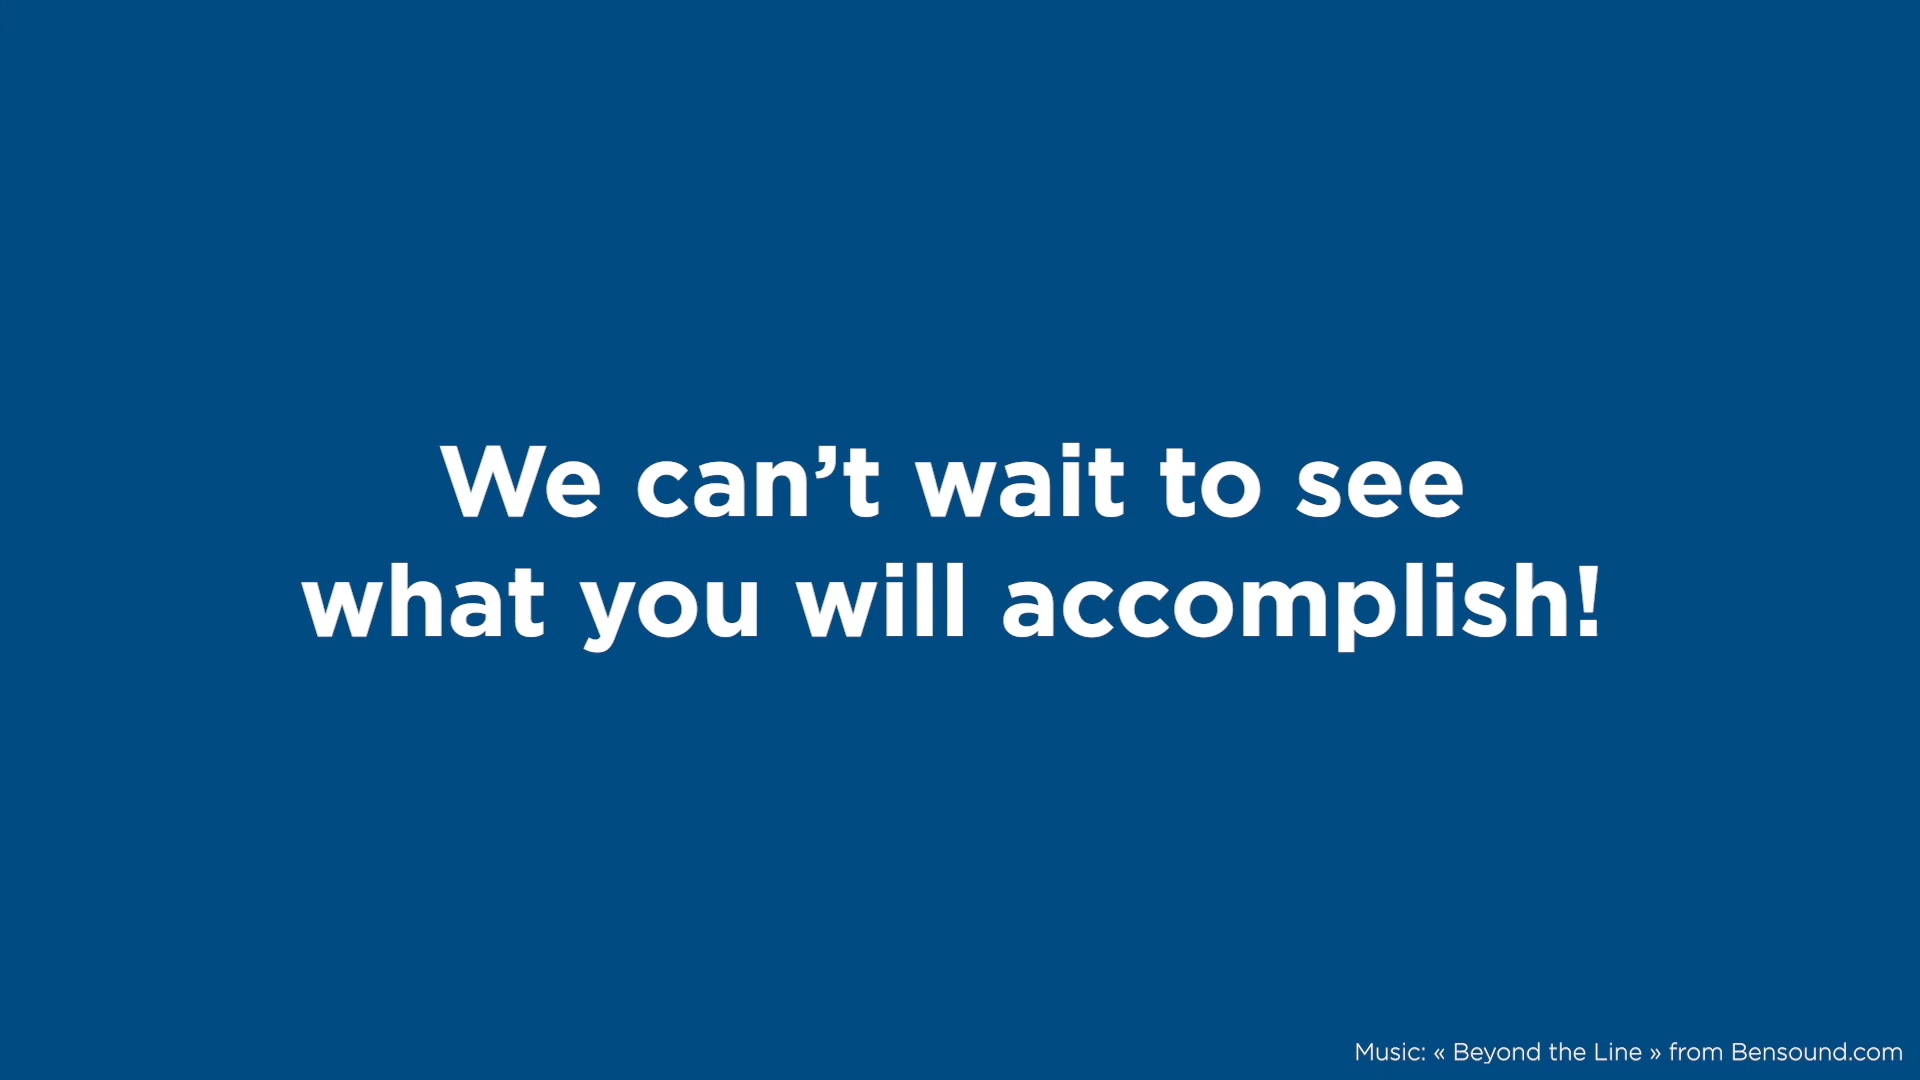 We can’t wait to see
what you will accomplish!
Music: « Beyond the Line » from Bensound.com